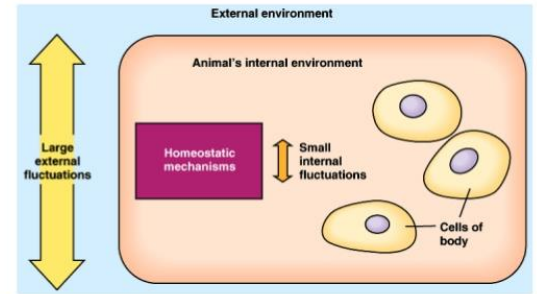 External environment
Animal's internal environment
Large
external
fluctuations
Homeostatic
mechanisms
Small
internal
fluctuations
Cells of
body